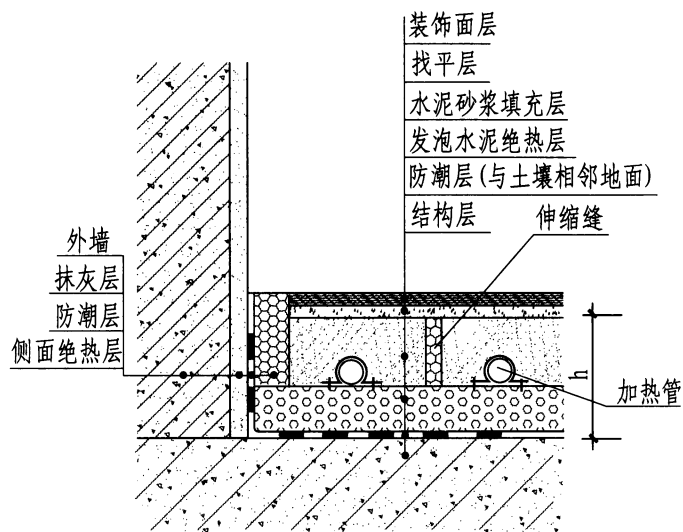 装饰面层
找平层
水泥砂浆填充层
发泡水泥绝热层
防潮层(与土壤相邻地面)
结构层
伸缩缝
外墙
抹灰层
防潮层
侧面绝热层
h
加热管